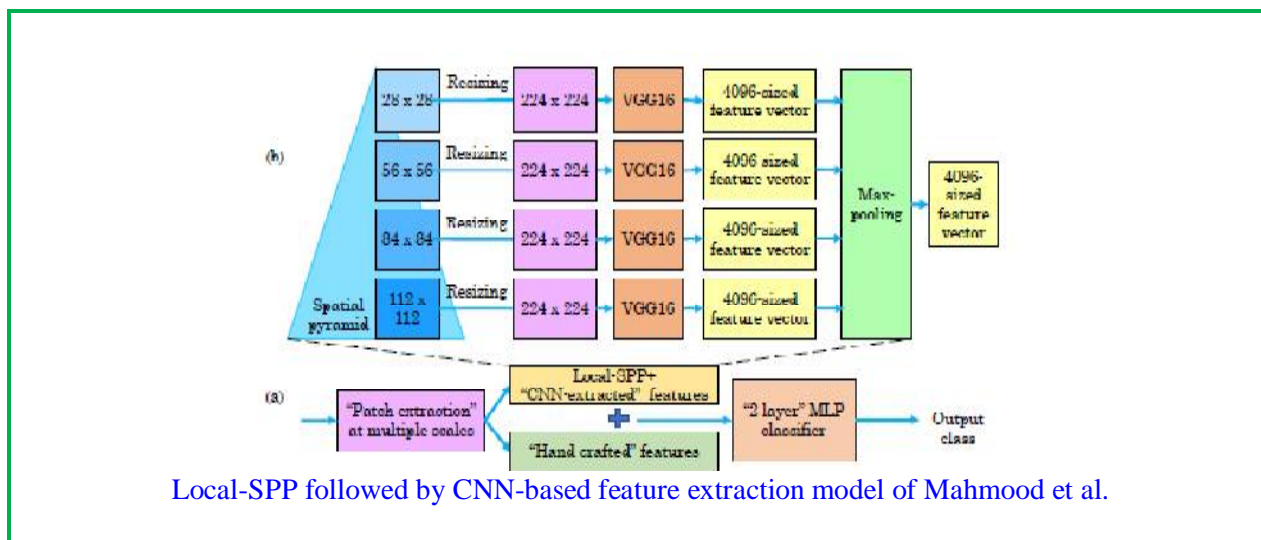 28 x 28
Resizing
224 x 224
VGG16
4096-sized
feature vector
(b)
56 x 56
Resizing
224 x 224
VGG16
4096 sized
feature vector
84 x 84
Resizing
224 x 224
VGG16
4096-sized
feature vector
Spatial
pyramid
112 x
112
Resizing
224 x 224
VGG16
4096-sized
feature vector
Max-
pooling
4096-
sized
feature
vector
(a)
"Patch extraction"
at multiple scales
Local-SPP+
"CNN-extracted" features
"Hand crafted" features
"2 layer" MLP
classifier
Output
class
Local-SPP followed by CNN-based feature extraction model of Mahmood et al.